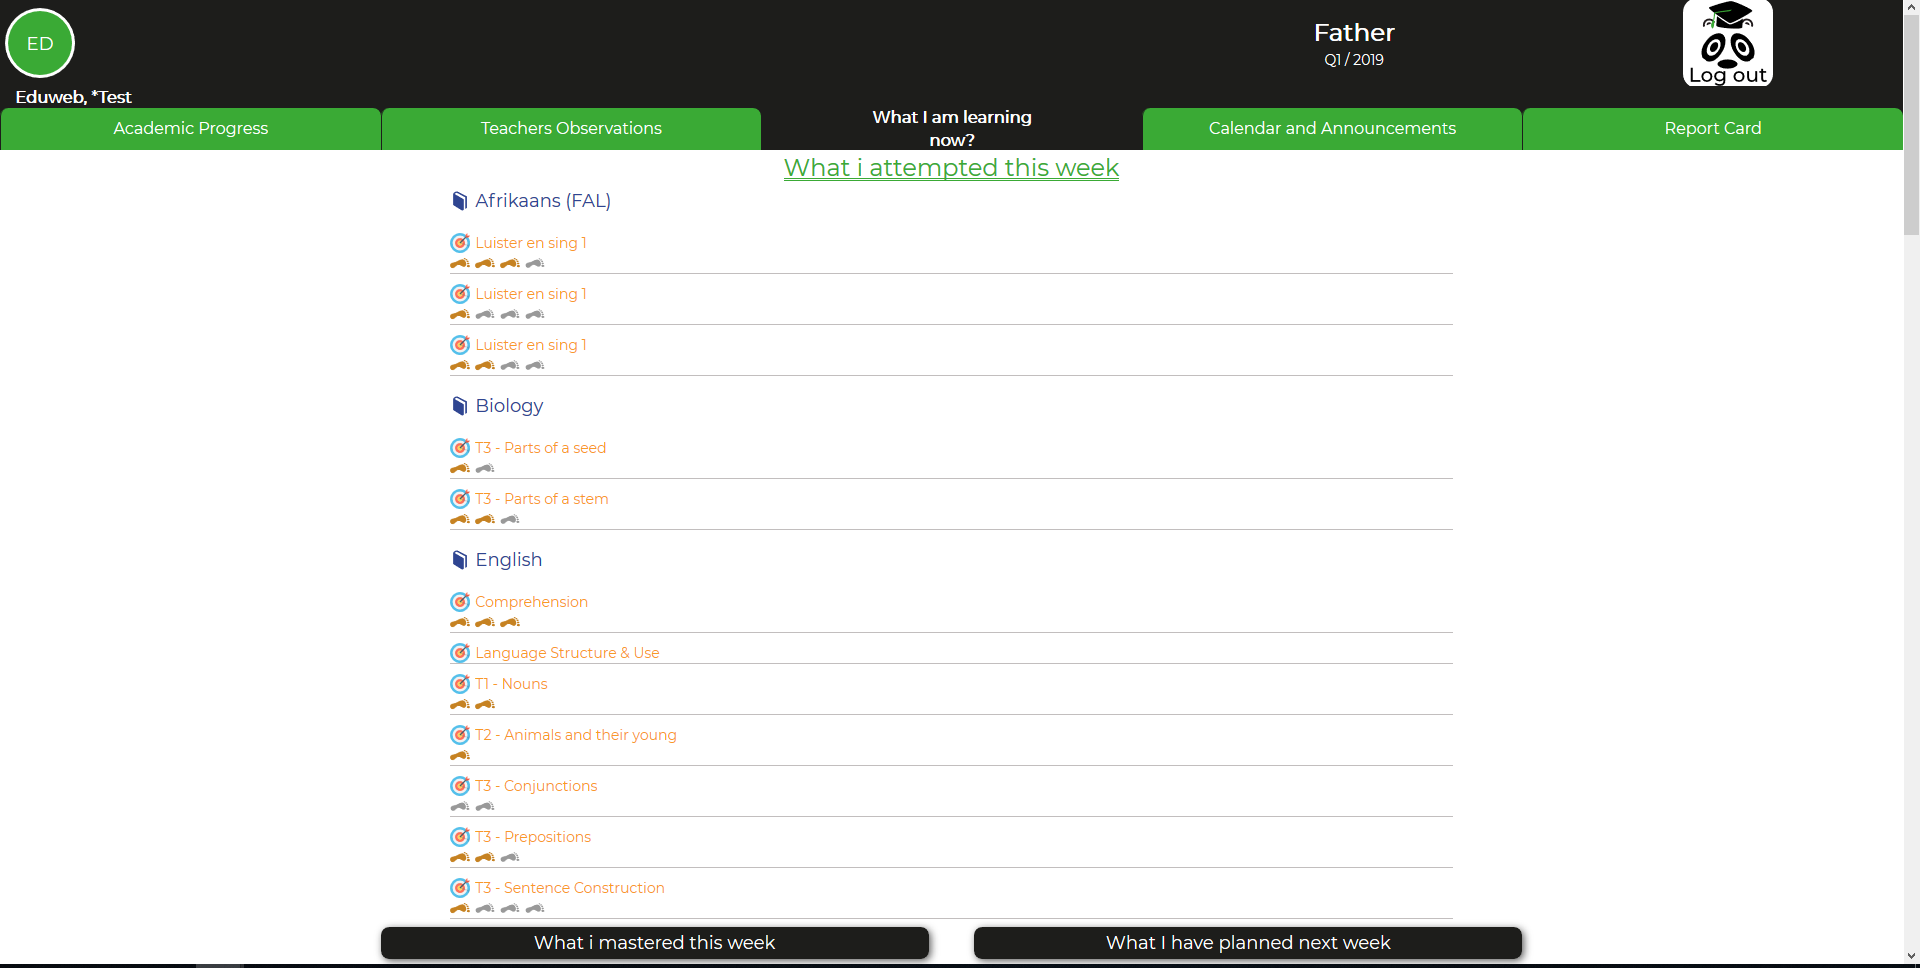 ED
Eduweb, *Test
Father
Q1 / 2019
Log out
Academic Progress
Teachers Observations
What I am learning
now?
Calendar and Announcements
Report Card
What i attempted this week
Afrikaans (FAL)
Luister en sing 1
Luister en sing 1
Luister en sing 1
Biology
T3 - Parts of a seed
T3 - Parts of a stem
English
Comprehension
Language Structure & Use
T1 - Nouns
T2 - Animals and their young
T3 - Conjunctions
T3 - Prepositions
T3 - Sentence Construction
What i mastered this week
What I have planned next week